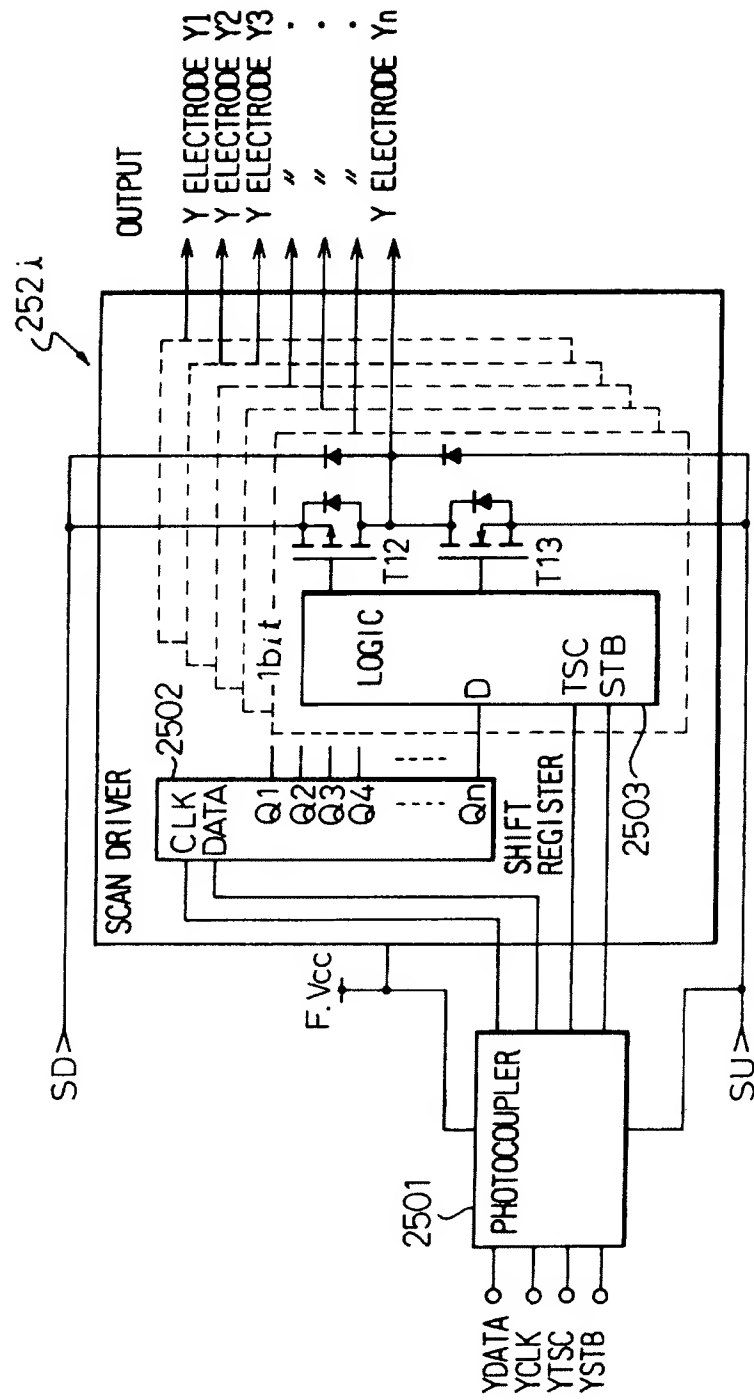 252i
OUTPUT
Y ELECTRODE Y1
Y ELECTRODE Y2
Y ELECTRODE Y3
〃 ・
〃 ・
〃 ・
Y ELECTRODE Yn
SD
SCAN DRIVER
2502
CLK
DATA
Q1
Q2
Q3
Q4
Qn
SHIFT
REGISTER
1bit
LOGIC
D
TSC
STB
2503
T12
T13
F.Vcc
2501
PHOTOCOUPLER
YDATA
YCLK
YTSC
YSTB
SU